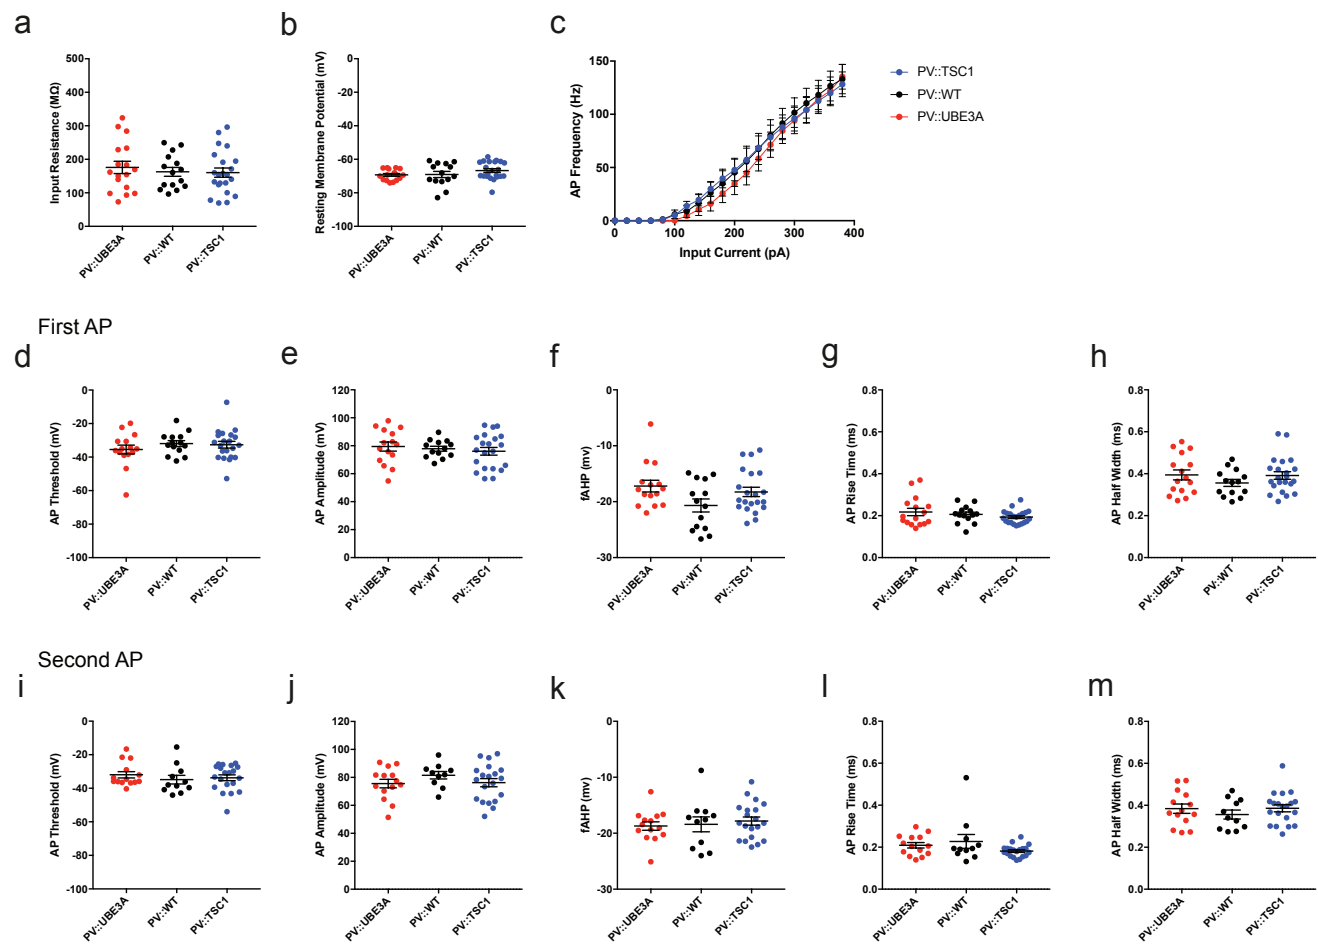 a
b
c
Input Resistance (MΩ)
500
400
300
200
100
0
PV::UBE3A
PV::WT
PV::TSC1
Resting Membrane Potential (mV)
0
-20
-40
-60
-80
-100
PV::UBE3A
PV::WT
PV::TSC1
AP Frequency (Hz)
150
100
50
0
0
100
200
300
400
Input Current (pA)
PV::TSC1
PV::WT
PV::UBE3A
First AP
d
e
f
g
h
AP Threshold (mV)
0
-20
-40
-60
-80
-100
PV::UBE3A
PV::WT
PV::TSC1
AP Amplitude (mV)
120
100
80
60
40
20
0
PV::UBE3A
PV::WT
PV::TSC1
fAHP (mv)
0
-10
-20
-30
PV::UBE3A
PV::WT
PV::TSC1
AP Rise Time (ms)
0.8
0.6
0.4
0.2
0.0
PV::UBE3A
PV::WT
PV::TSC1
AP Half Width (ms)
0.8
0.6
0.4
0.2
0.0
PV::UBE3A
PV::WT
PV::TSC1
Second AP
i
j
k
l
m
AP Threshold (mV)
0
-20
-40
-60
-80
-100
PV::UBE3A
PV::WT
PV::TSC1
AP Amplitude (mV)
120
100
80
60
40
20
0
PV::UBE3A
PV::WT
PV::TSC1
fAHP (mv)
0
-10
-20
-30
PV::UBE3A
PV::WT
PV::TSC1
AP Rise Time (ms)
0.8
0.6
0.4
0.2
0.0
PV::UBE3A
PV::WT
PV::TSC1
AP Half Width (ms)
0.8
0.6
0.4
0.2
0.0
PV::UBE3A
PV::WT
PV::TSC1